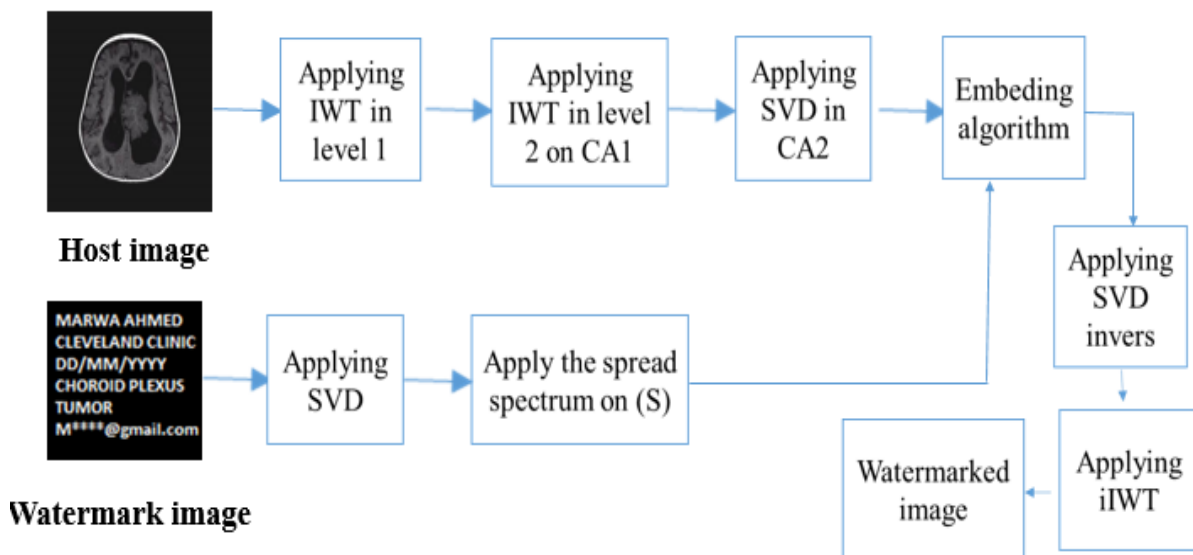 Applying
IWT in
level 1
Applying
IWT in level
2 on CA1
Applying
SVD in
CA2
Embeding
algorithm
Host image
MARWA AHMED
CLEVELAND CLINIC
DD/MM/YYYY
CHOROID PLEXUS
TUMOR
M****@gmail.com
Applying
SVD
Apply the spread
spectrum on (S)
Applying
SVD
invers
Watermark image
Watermarked
image
Applying
iIWT